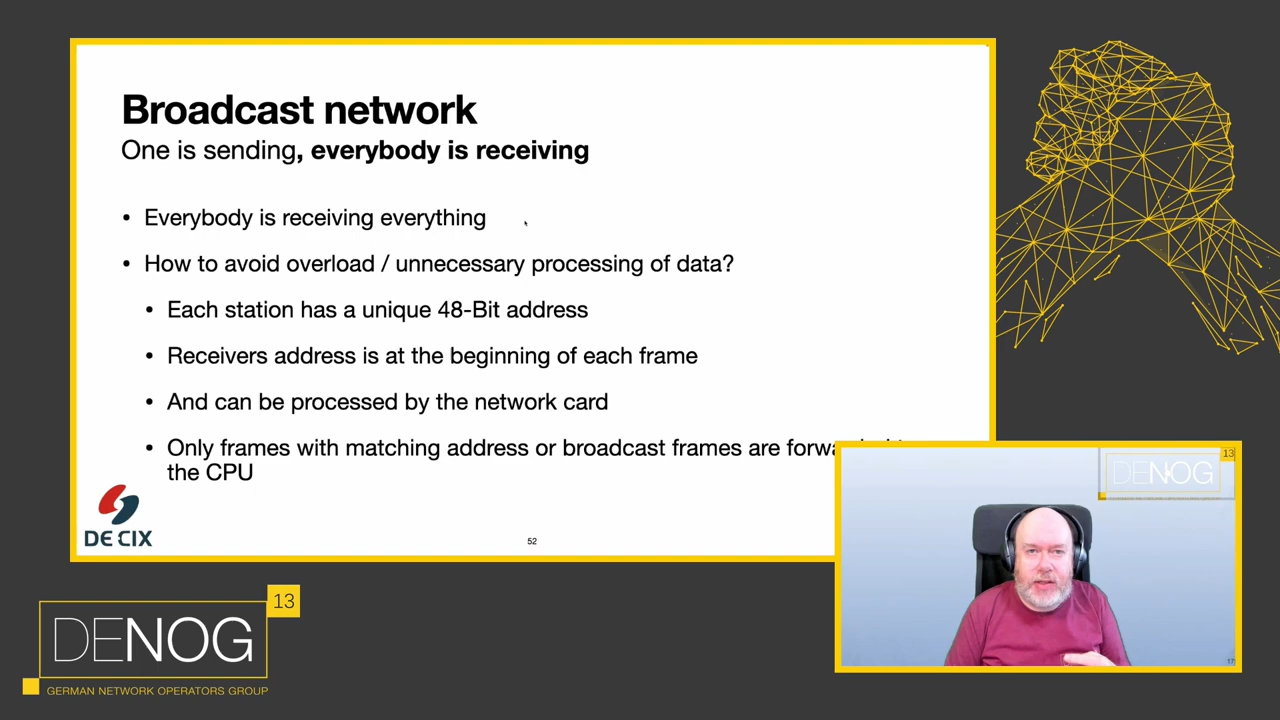 Broadcast network
One is sending, everybody is receiving
• Everybody is receiving everything
• How to avoid overload / unnecessary processing of data?
• Each station has a unique 48-Bit address
• Receivers address is at the beginning of each frame
• And can be processed by the network card
• Only frames with matching address or broadcast frames are
the CPU
DE CIX
52
13
DENOG
13
DENOG
GERMAN NETWORK OPERATORS GROUP